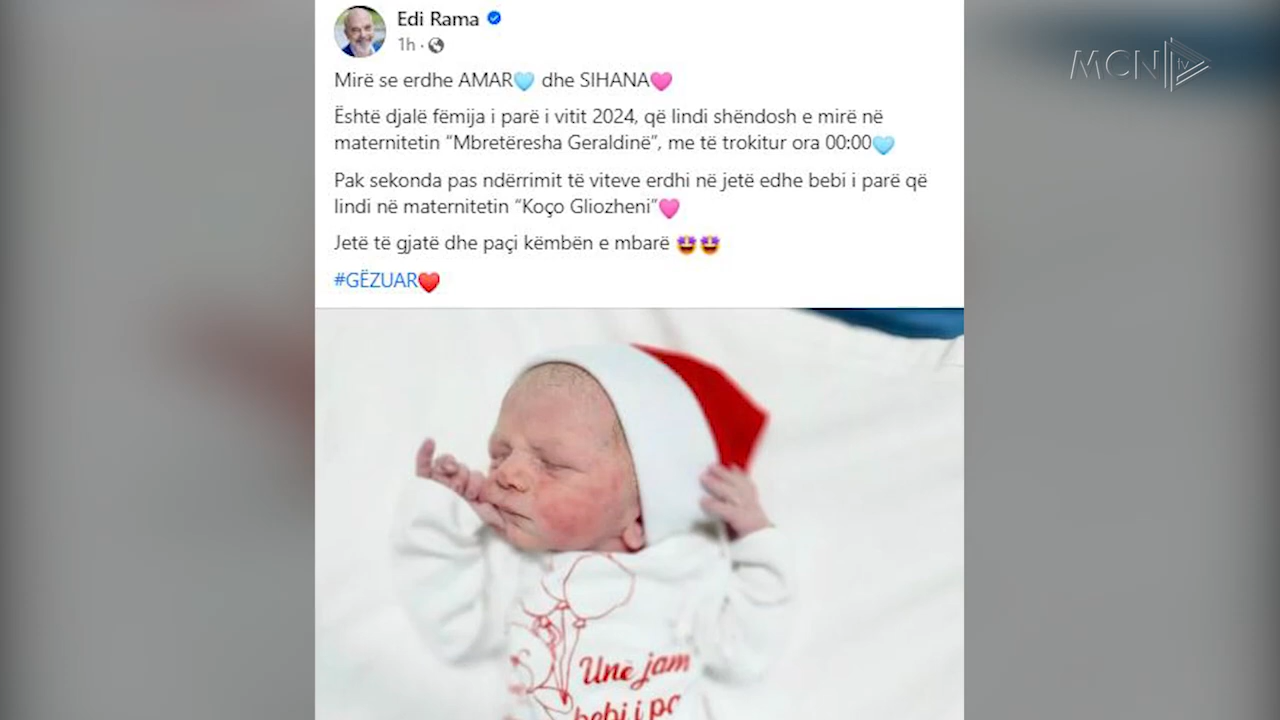 Edi Rama
1h ·
MCN TV
Mirë se erdhe AMAR🩵 dhe SIHANA🩷
Është djalë fëmija i parë i vitit 2024, që lindi shëndosh e mirë në
maternitetin “Mbretëresha Geraldinë”, me të trokitur ora 00:00🩵
Pak sekonda pas ndërrimit të viteve erdhi në jetë edhe bebi i parë që
lindi në maternitetin “Koço Gliozheni”🩷
Jetë të gjatë dhe paçi këmbën e mbarë 🤩🤩
#GËZUAR❤️
Unë jam
bebi i